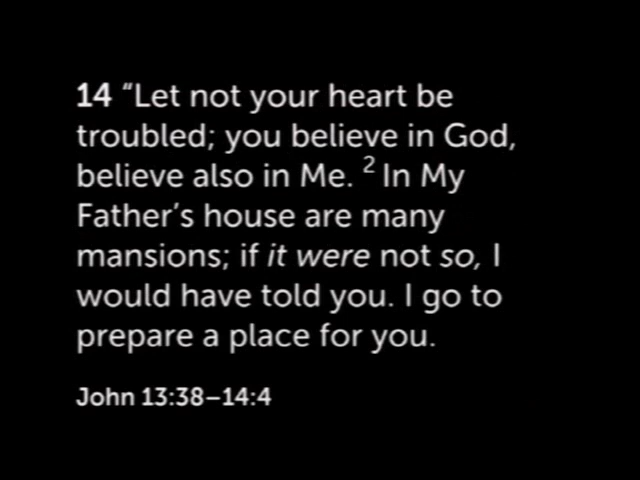 14 “Let not your heart be
troubled; you believe in God,
believe also in Me. ² In My
Father’s house are many
mansions; if it were not so, I
would have told you. I go to
prepare a place for you.
John 13:38–14:4